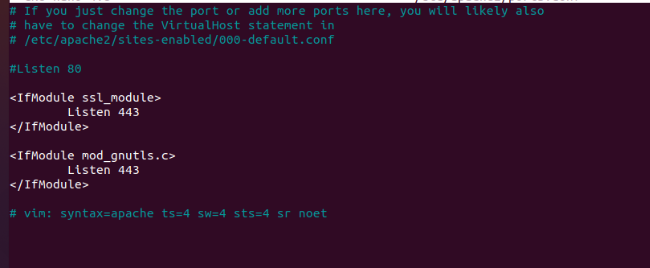 # If you just change the port or add more ports here, you will likely also
# have to change the VirtualHost statement in
# /etc/apache2/sites-enabled/000-default.conf
#Listen 80
<IfModule ssl_module>
Listen 443
</IfModule>
<IfModule mod_gnutls.c>
Listen 443
</IfModule>
# vim: syntax=apache ts=4 sw=4 sts=4 sr noet